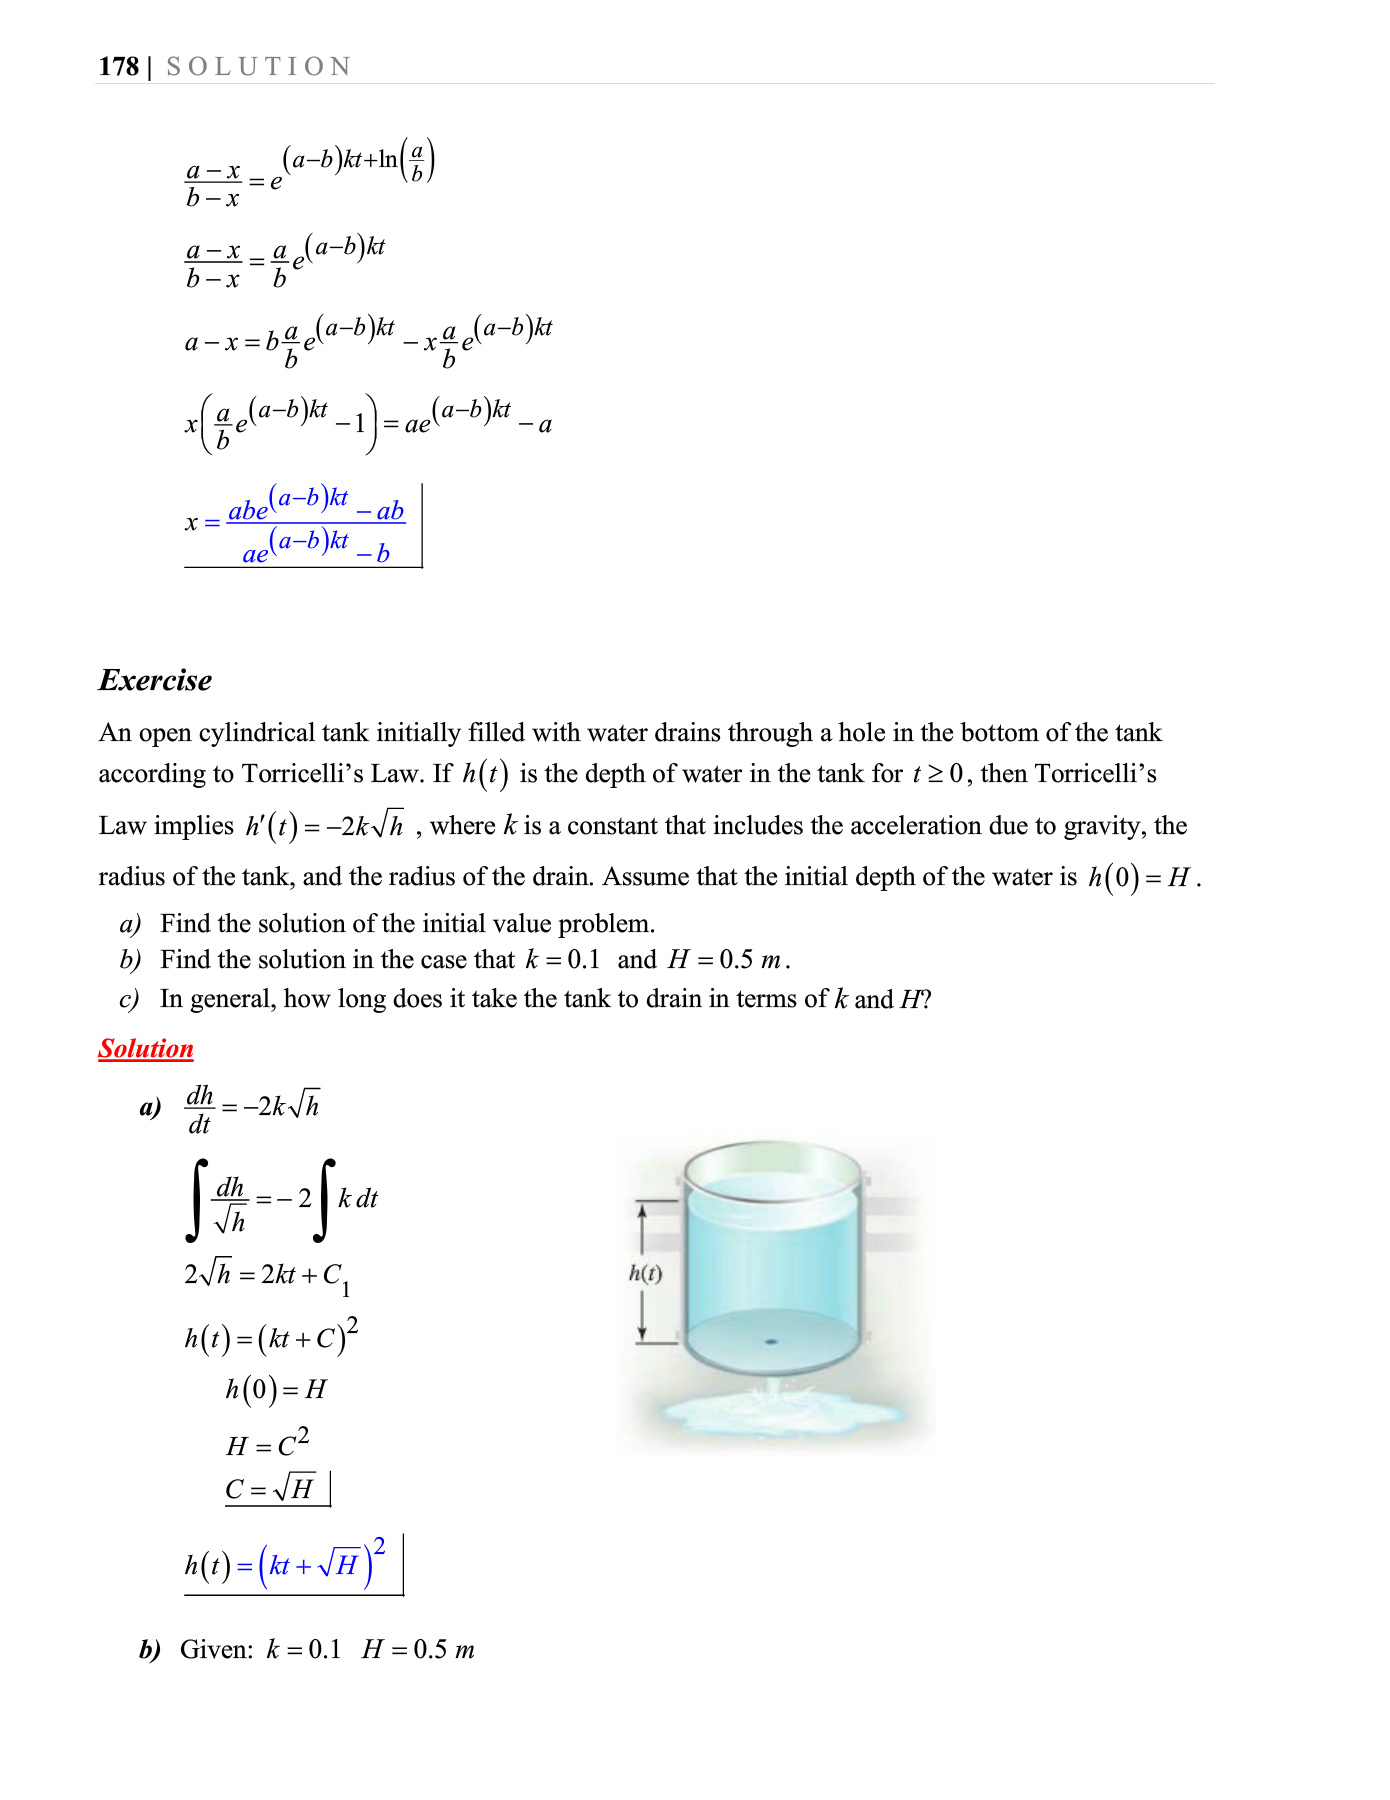 178 | SOLUTION
\frac{a-x}{b-x} = e^{(a-b)kt+\ln\left(\frac{a}{b}\right)}
\frac{a-x}{b-x} = \frac{a}{b}e^{(a-b)kt}
a-x = b\frac{a}{b}e^{(a-b)kt} - x\frac{a}{b}e^{(a-b)kt}
x\left(\frac{a}{b}e^{(a-b)kt} - 1\right) = ae^{(a-b)kt} - a
x = \frac{abe^{(a-b)kt} - ab}{ae^{(a-b)kt} - b}
Exercise
An open cylindrical tank initially filled with water drains through a hole in the bottom of the tank
according to Torricelli’s Law. If h(t) is the depth of water in the tank for t ≥ 0, then Torricelli’s
Law implies h′(t) = −2k√h , where k is a constant that includes the acceleration due to gravity, the
radius of the tank, and the radius of the drain. Assume that the initial depth of the water is h(0) = H.
a) Find the solution of the initial value problem.
b) Find the solution in the case that k = 0.1 and H = 0.5 m.
c) In general, how long does it take the tank to drain in terms of k and H?
Solution
a) \frac{dh}{dt} = −2k√h
\int \frac{dh}{\sqrt{h}} = −2 \int k dt
2√h = 2kt + C_1
h(t) = (kt + C)^2
h(0) = H
H = C^2
C = √H
h(t) = (kt + √H)^2
h(t)
b) Given: k = 0.1 H = 0.5 m